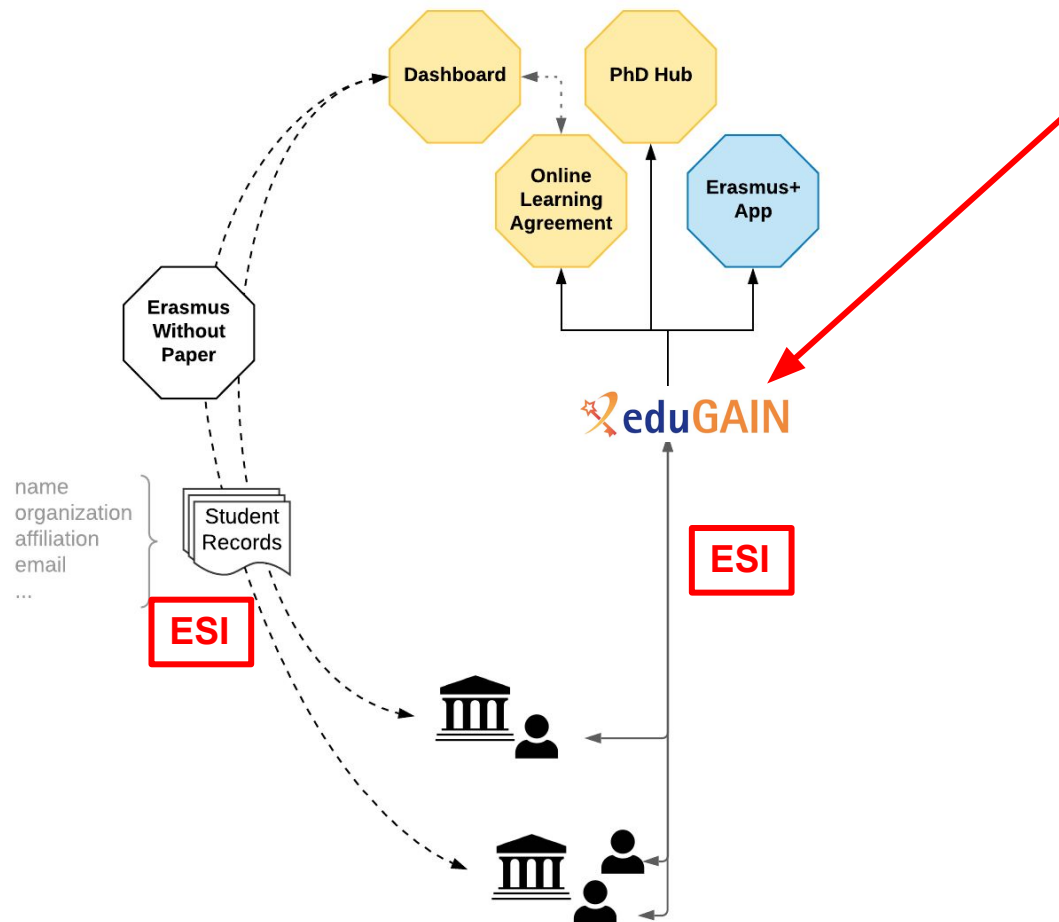 Dashboard
PhD Hub
Online
Learning
Agreement
Erasmus+
App
Erasmus
Without
Paper
eduGAIN
name
organization
affiliation
email
...
Student
Records
ESI
ESI